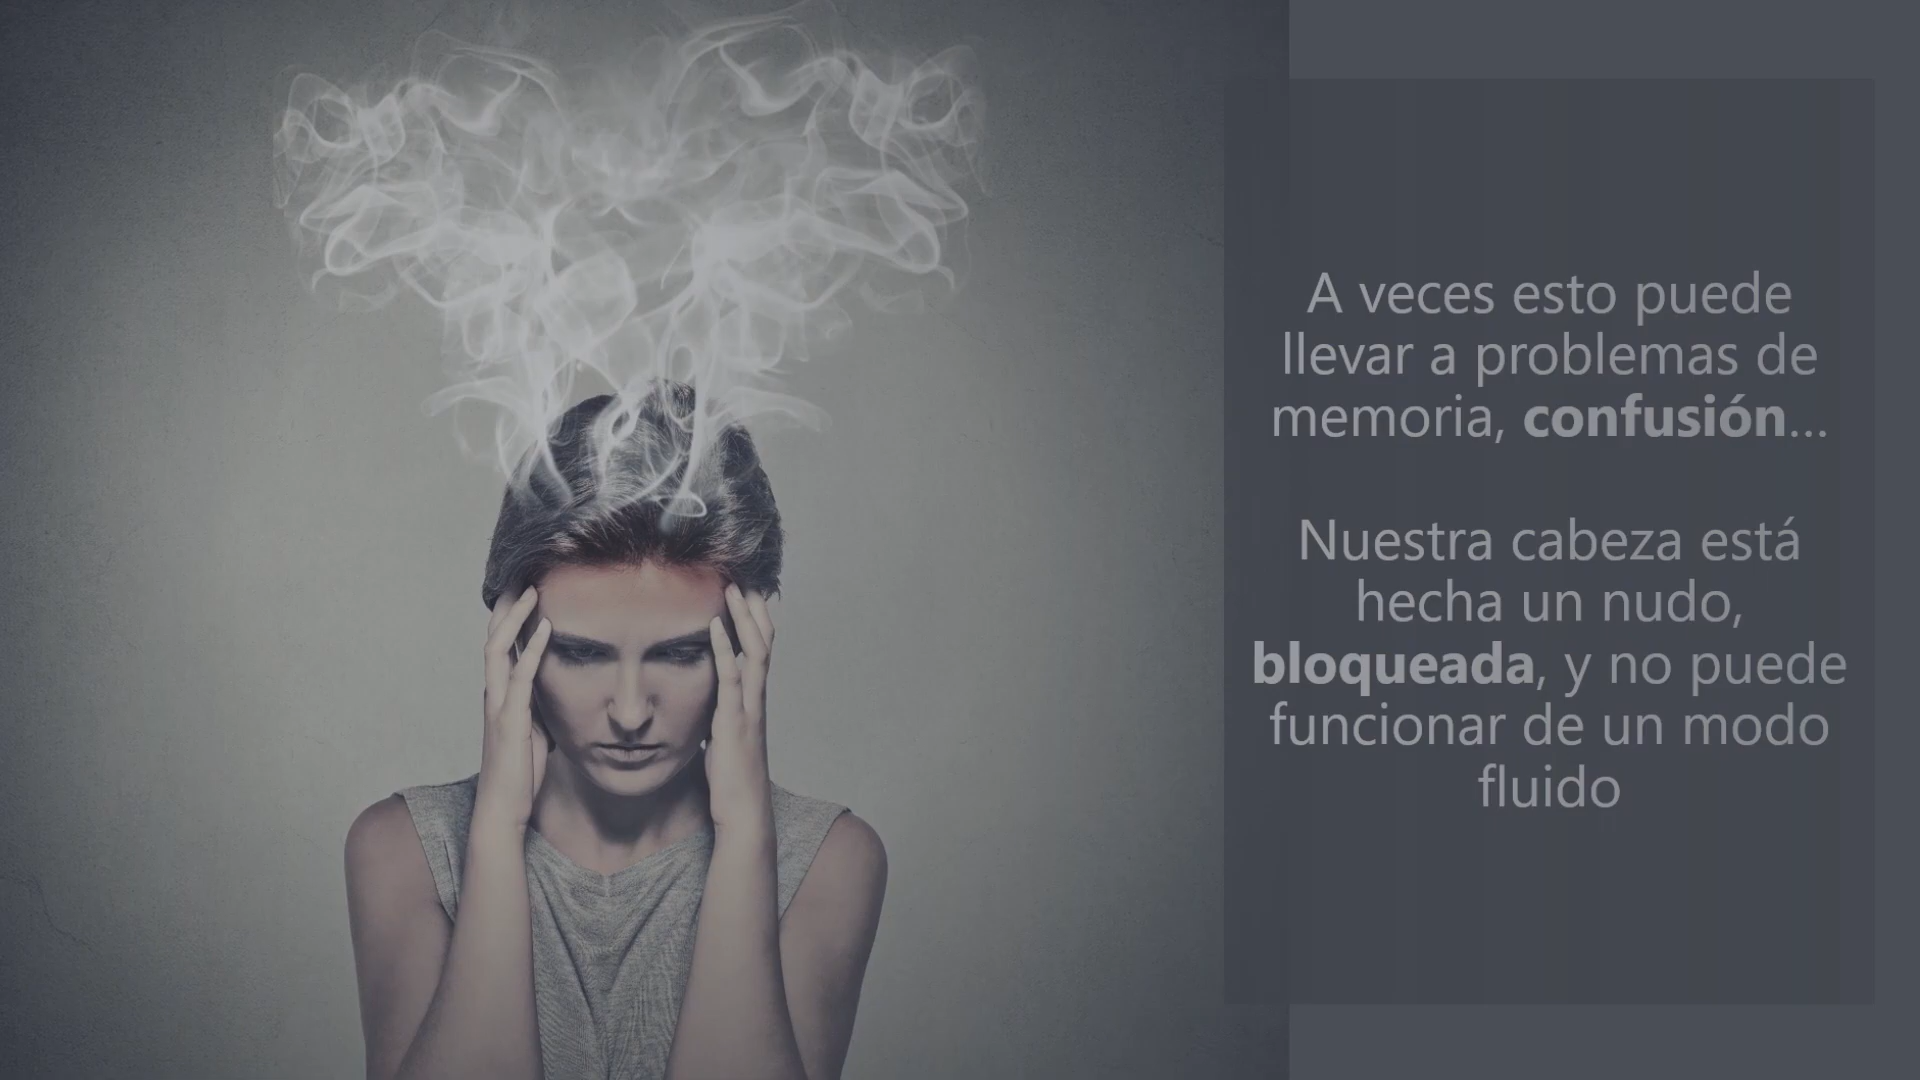 A veces esto puede
llevar a problemas de
memoria, confusión...
Nuestra cabeza está
hecha un nudo,
bloqueada, y no puede
funcionar de un modo
fluido